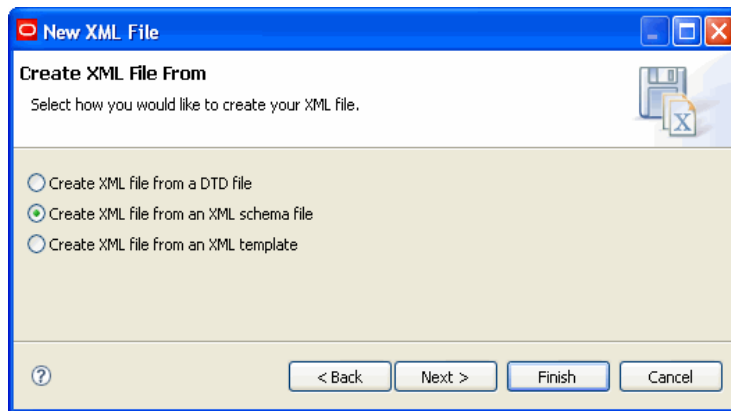 New XML File
Create XML File From
Select how you would like to create your XML file.
X
Create XML file from a DTD file
Create XML file from an XML schema file
Create XML file from an XML template
?
< Back
Next >
Finish
Cancel